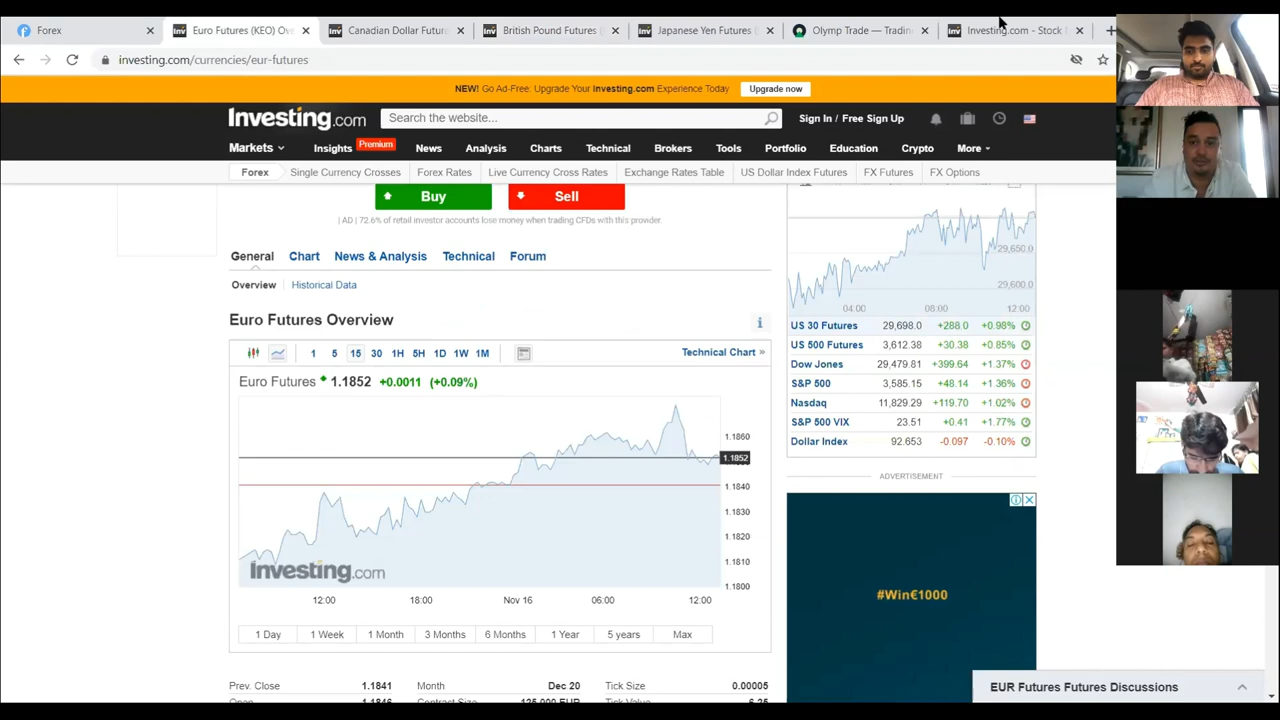 Forex
Euro Futures (KEO) Ov
Canadian Dollar Futur
British Pound Futures
Japanese Yen Futures
Olymp Trade — Tradin
Investing.com - Stock
investing.com/currencies/eur-futures
NEW! Go Ad-Free: Upgrade Your Investing.com Experience Today
Upgrade now
Investing.com
Search the website...
Sign In / Free Sign Up
Markets
Insights
Premium
News
Analysis
Charts
Technical
Brokers
Portfolio
Tools
Education
Crypto
More
Forex
Single Currency Crosses
Forex Rates
Live Currency Cross Rates
Exchange Rates Table
US Dollar Index Futures
FX Futures
FX Options
Buy
Sell
| AD | 72.6% of retail investor accounts lose money when trading CFDs with this provider.
General
Chart
News & Analysis
Technical
Forum
Overview
Historical Data
Euro Futures Overview
1 5 15 30 1H 5H 1D 1W 1M
Technical Chart »
Euro Futures 1.1852 +0.0011 (+0.09%)
1.1860
1.1852
1.1840
1.1830
1.1820
1.1810
1.1800
Investing.com
12:00 18:00 Nov 16 06:00 12:00
1 Day 1 Week 1 Month 3 Months 6 Months 1 Year 5 years Max
Prev. Close 1.1841 Month Dec 20 Tick Size 0.00005
29,650.0
29,600.0
04:00 08:00 12:00
US 30 Futures 29,698.0 +288.0 +0.98%
US 500 Futures 3,612.38 +30.38 +0.85%
Dow Jones 29,479.81 +399.64 +1.37%
S&P 500 3,585.15 +48.14 +1.36%
Nasdaq 11,829.29 +119.70 +1.02%
S&P 500 VIX 23.51 +0.41 +1.77%
Dollar Index 92.653 -0.097 -0.10%
ADVERTISEMENT
#Win€1000
EUR Futures Futures Discussions